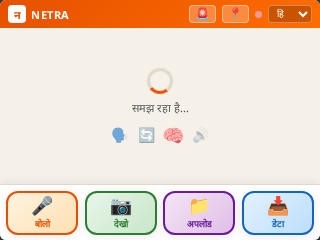 न NETRA हि
समझ रहा है...
बोलो देखो अपलोड डेटा